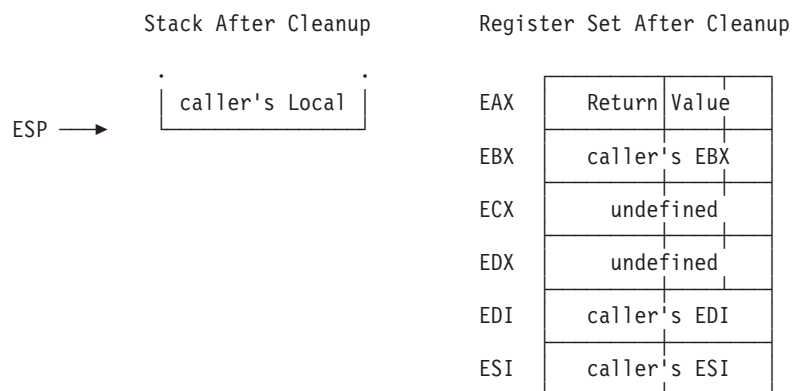 Stack After Cleanup Register Set After Cleanup
caller's Local EAX Return Value
ESP
EBX caller's EBX
ECX undefined
EDX undefined
EDI caller's EDI
ESI caller's ESI